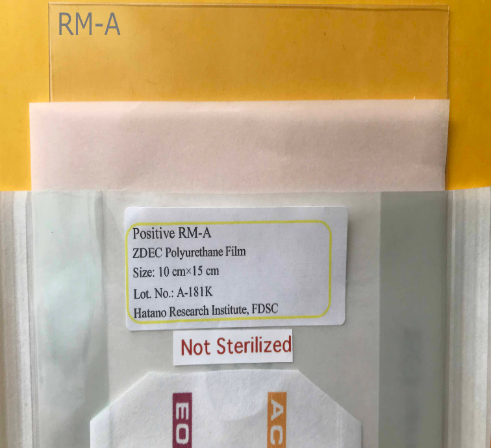 RM-A
Positive RM-A
ZDEC Polyurethane Film
Size: 10 cm×15 cm
Lot. No.: A-181K
Hatano Research Institute, FDSC
Not Sterilized
EO
AC